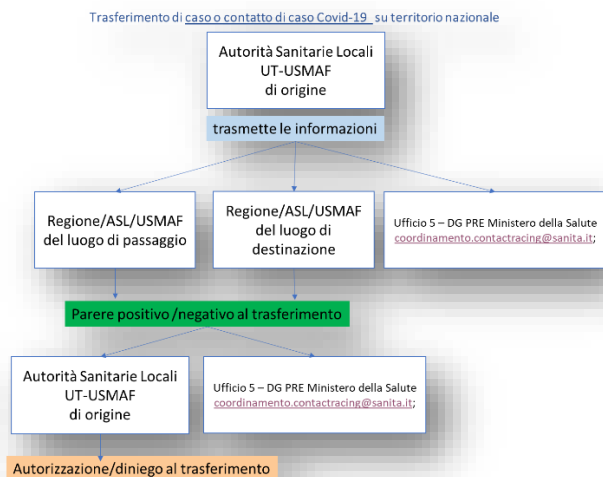 Trasferimento di caso o contatto di caso Covid-19 su territorio nazionale
Autorità Sanitarie Locali
UT-USMAF
di origine
trasmette le informazioni
Regione/ASL/USMAF
del luogo di passaggio
Regione/ASL/USMAF
del luogo di
destinazione
Ufficio 5 – DG PRE Ministero della Salute
coordinamento.contactracing@sanita.it;
Parere positivo/negativo al trasferimento
Autorità Sanitarie Locali
UT-USMAF
di origine
Ufficio 5 – DG PRE Ministero della Salute
coordinamento.contactracing@sanita.it;
Autorizzazione/diniego al trasferimento